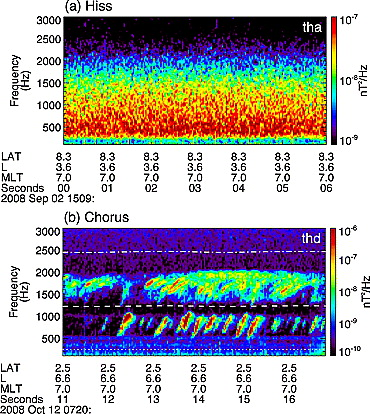 (a) Hiss
3000
tha
10⁻⁷
2500
2000
Frequency
(Hz)
1500
10⁻⁸
nT²/Hz
1000
500
10⁻⁹
LAT 8.3 8.3 8.3 8.3 8.3 8.3 8.3
L 3.6 3.6 3.6 3.6 3.6 3.6 3.6
MLT 7.0 7.0 7.0 7.0 7.0 7.0 7.0
Seconds 00 01 02 03 04 05 06
2008 Sep 02 1509:
(b) Chorus
3000
thd
10⁻⁶
2500
10⁻⁷
2000
Frequency
(Hz)
1500
10⁻⁸
nT²/Hz
1000
10⁻⁹
500
10⁻¹⁰
LAT 2.5 2.5 2.5 2.5 2.5 2.5
L 6.6 6.6 6.6 6.6 6.6 6.6
MLT 7.0 7.0 7.0 7.0 7.0 7.0
Seconds 11 12 13 14 15 16
2008 Oct 12 0720: